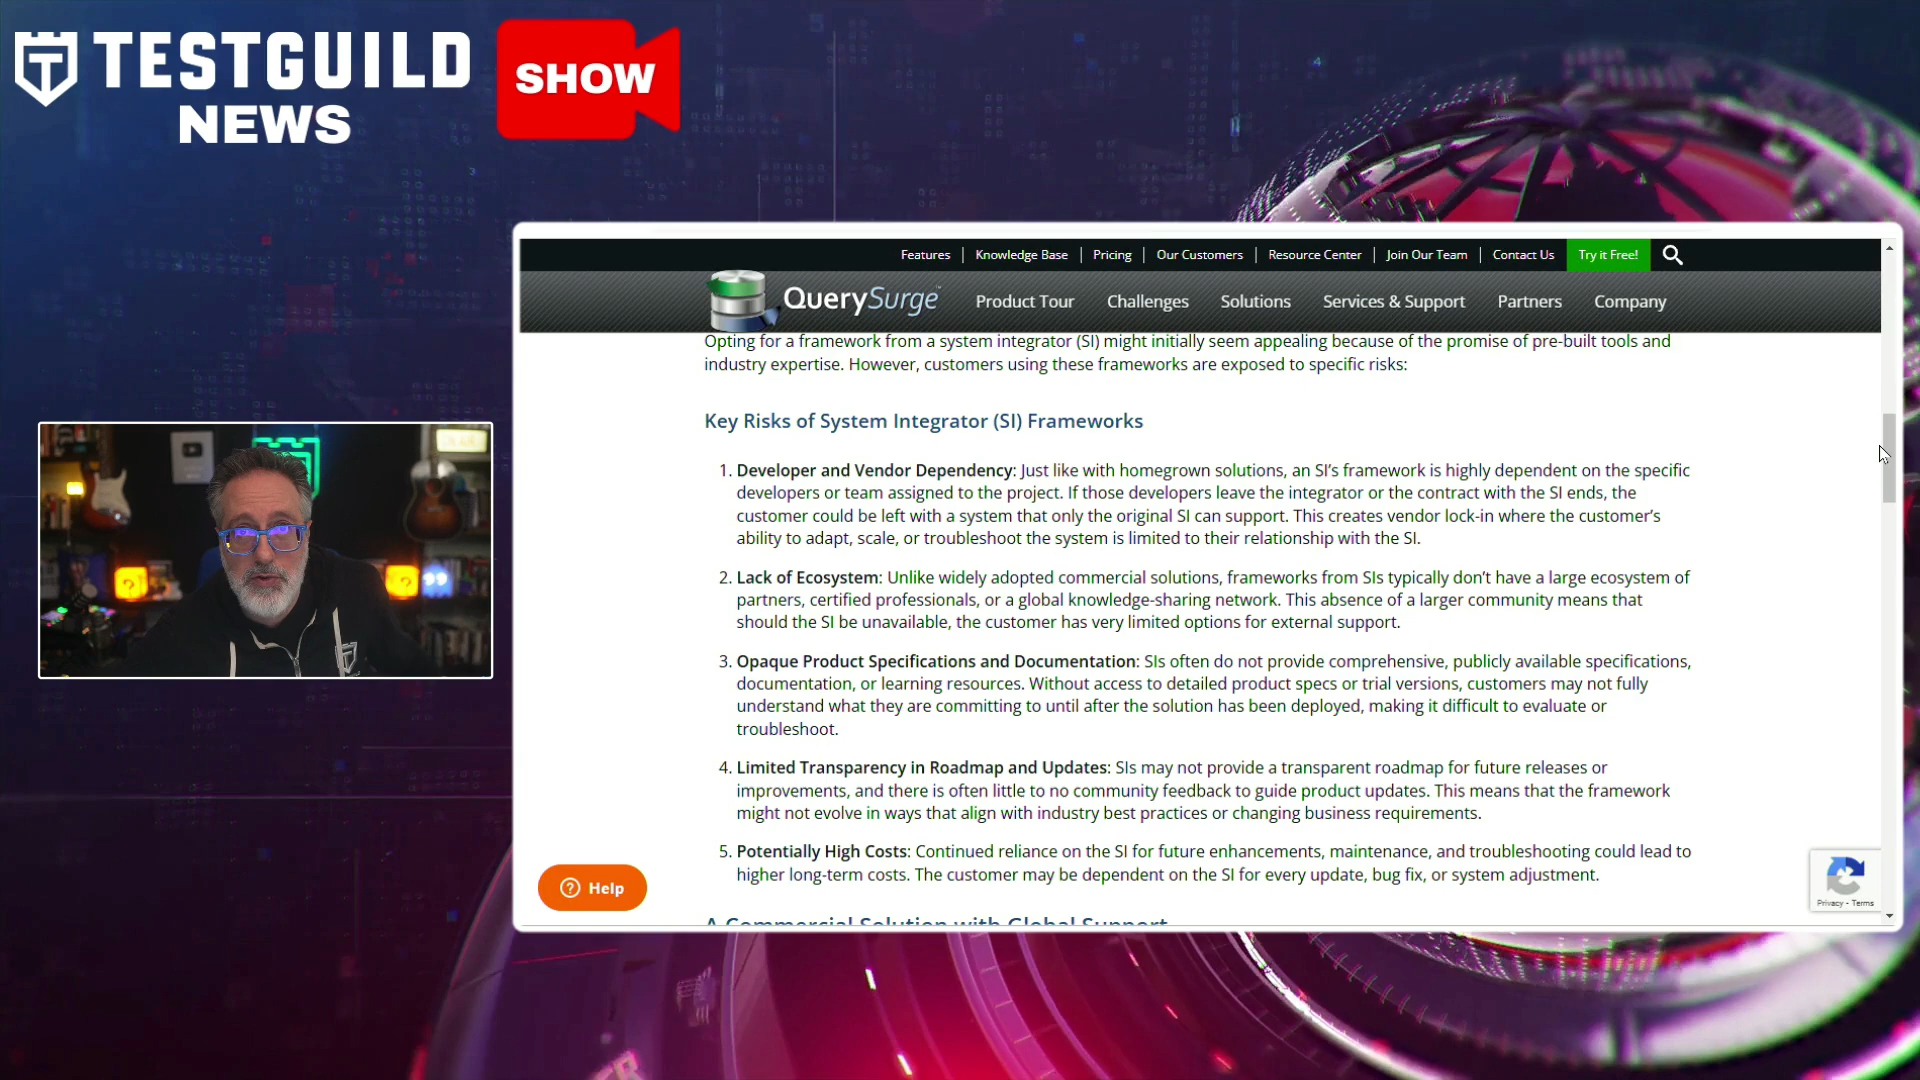 TESTGUILD
NEWS
SHOW
Features
Knowledge Base
Pricing
Our Customers
Resource Center
Join Our Team
Contact Us
Try it Free!
QuerySurge
Product Tour
Challenges
Solutions
Services & Support
Partners
Company
Opting for a framework from a system integrator (SI) might initially seem appealing because of the promise of pre-built tools and
industry expertise. However, customers using these frameworks are exposed to specific risks:
Key Risks of System Integrator (SI) Frameworks
1. Developer and Vendor Dependency: Just like with homegrown solutions, an SI’s framework is highly dependent on the specific
developers or team assigned to the project. If those developers leave the integrator or the contract with the SI ends, the
customer could be left with a system that only the original SI can support. This creates vendor lock-in where the customer’s
ability to adapt, scale, or troubleshoot the system is limited to their relationship with the SI.
2. Lack of Ecosystem: Unlike widely adopted commercial solutions, frameworks from SIs typically don’t have a large ecosystem of
partners, certified professionals, or a global knowledge-sharing network. This absence of a larger community means that
should the SI be unavailable, the customer has very limited options for external support.
3. Opaque Product Specifications and Documentation: SIs often do not provide comprehensive, publicly available specifications,
documentation, or learning resources. Without access to detailed product specs or trial versions, customers may not fully
understand what they are committing to until after the solution has been deployed, making it difficult to evaluate or
troubleshoot.
4. Limited Transparency in Roadmap and Updates: SIs may not provide a transparent roadmap for future releases or
improvements, and there is often little to no community feedback to guide product updates. This means that the framework
might not evolve in ways that align with industry best practices or changing business requirements.
5. Potentially High Costs: Continued reliance on the SI for future enhancements, maintenance, and troubleshooting could lead to
higher long-term costs. The customer may be dependent on the SI for every update, bug fix, or system adjustment.
A Commercial Solution with Global Support
Help
Privacy - Terms